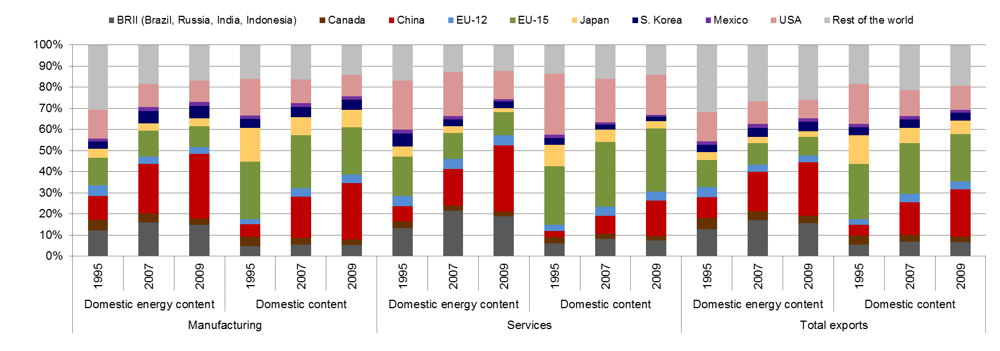 BRII (Brazil, Russia, India, Indonesia) Canada China EU-12 EU-15 Japan S. Korea Mexico USA Rest of the world
100%
90%
80%
70%
60%
50%
40%
30%
20%
10%
0%
1995 2007 2009 1995 2007 2009 1995 2007 2009 1995 2007 2009 1995 2007 2009 1995 2007 2009
Domestic energy content Domestic content Domestic energy content Domestic content Domestic energy content Domestic content
Manufacturing Services Total exports